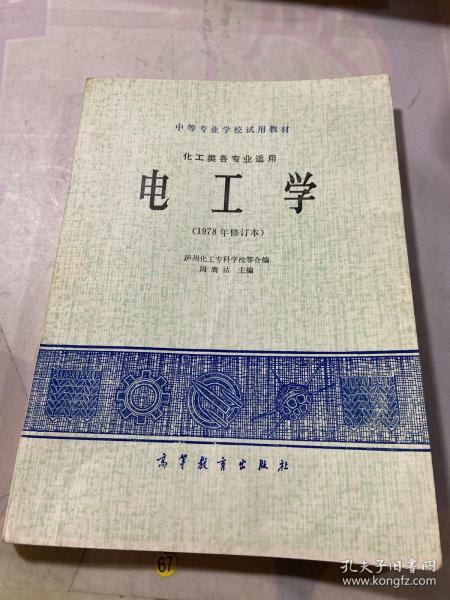 中等专业学校试用教材
化工类各专业适用
电工学
(1978年修订本)
泸州化工专科学校等合编
周腾祜 主编
高等教育出版社
67
孔夫子旧书网
www.kongfz.com